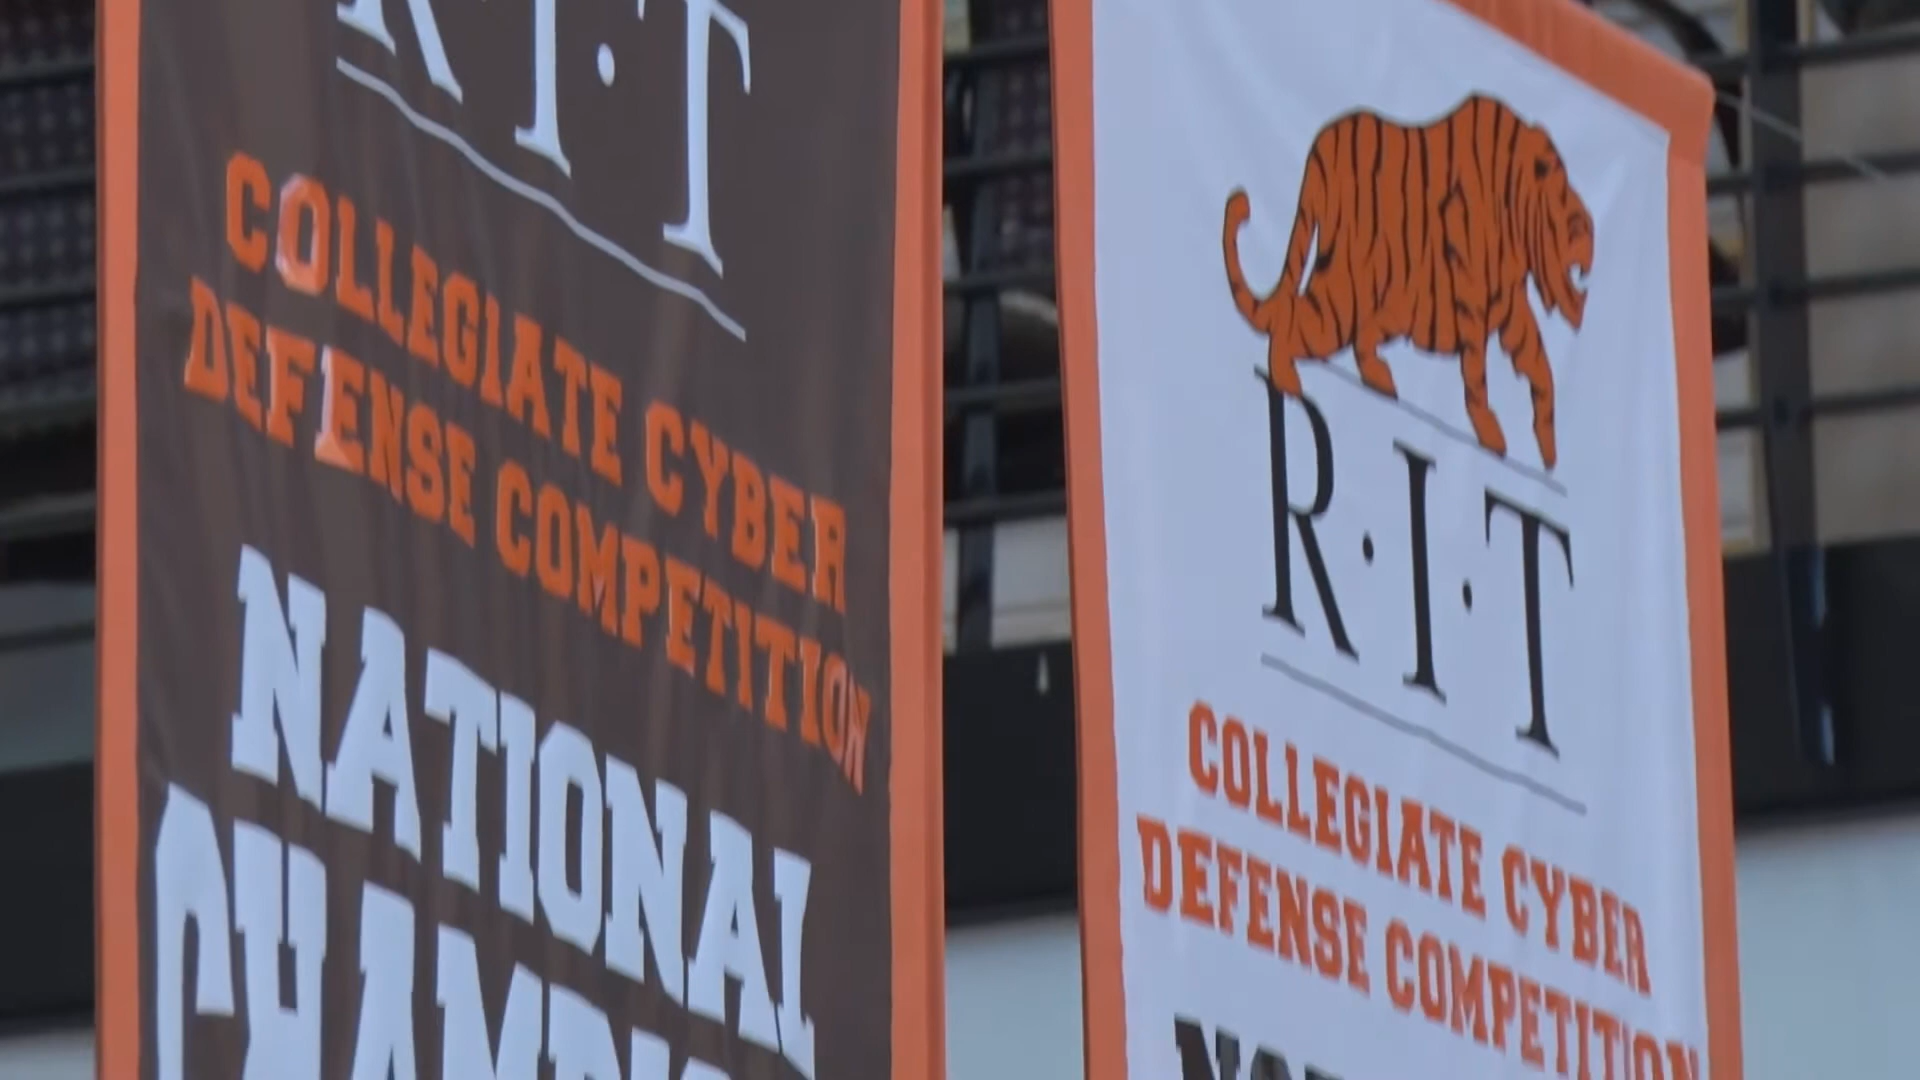 R·I·T
COLLEGIATE CYBER
DEFENSE COMPETITION
NATIONAL
R·I·T
COLLEGIATE CYBER
DEFENSE COMPETITION